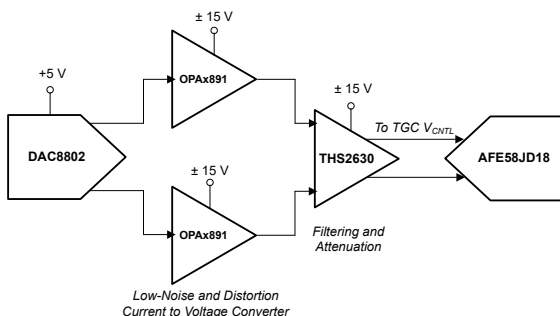 ± 15 V
OPAx891
+5 V
DAC8802
± 15 V
THS2630
To TGC VCNTL
AFE58JD18
± 15 V
OPAx891
Filtering and
Attenuation
Low-Noise and Distortion
Current to Voltage Converter